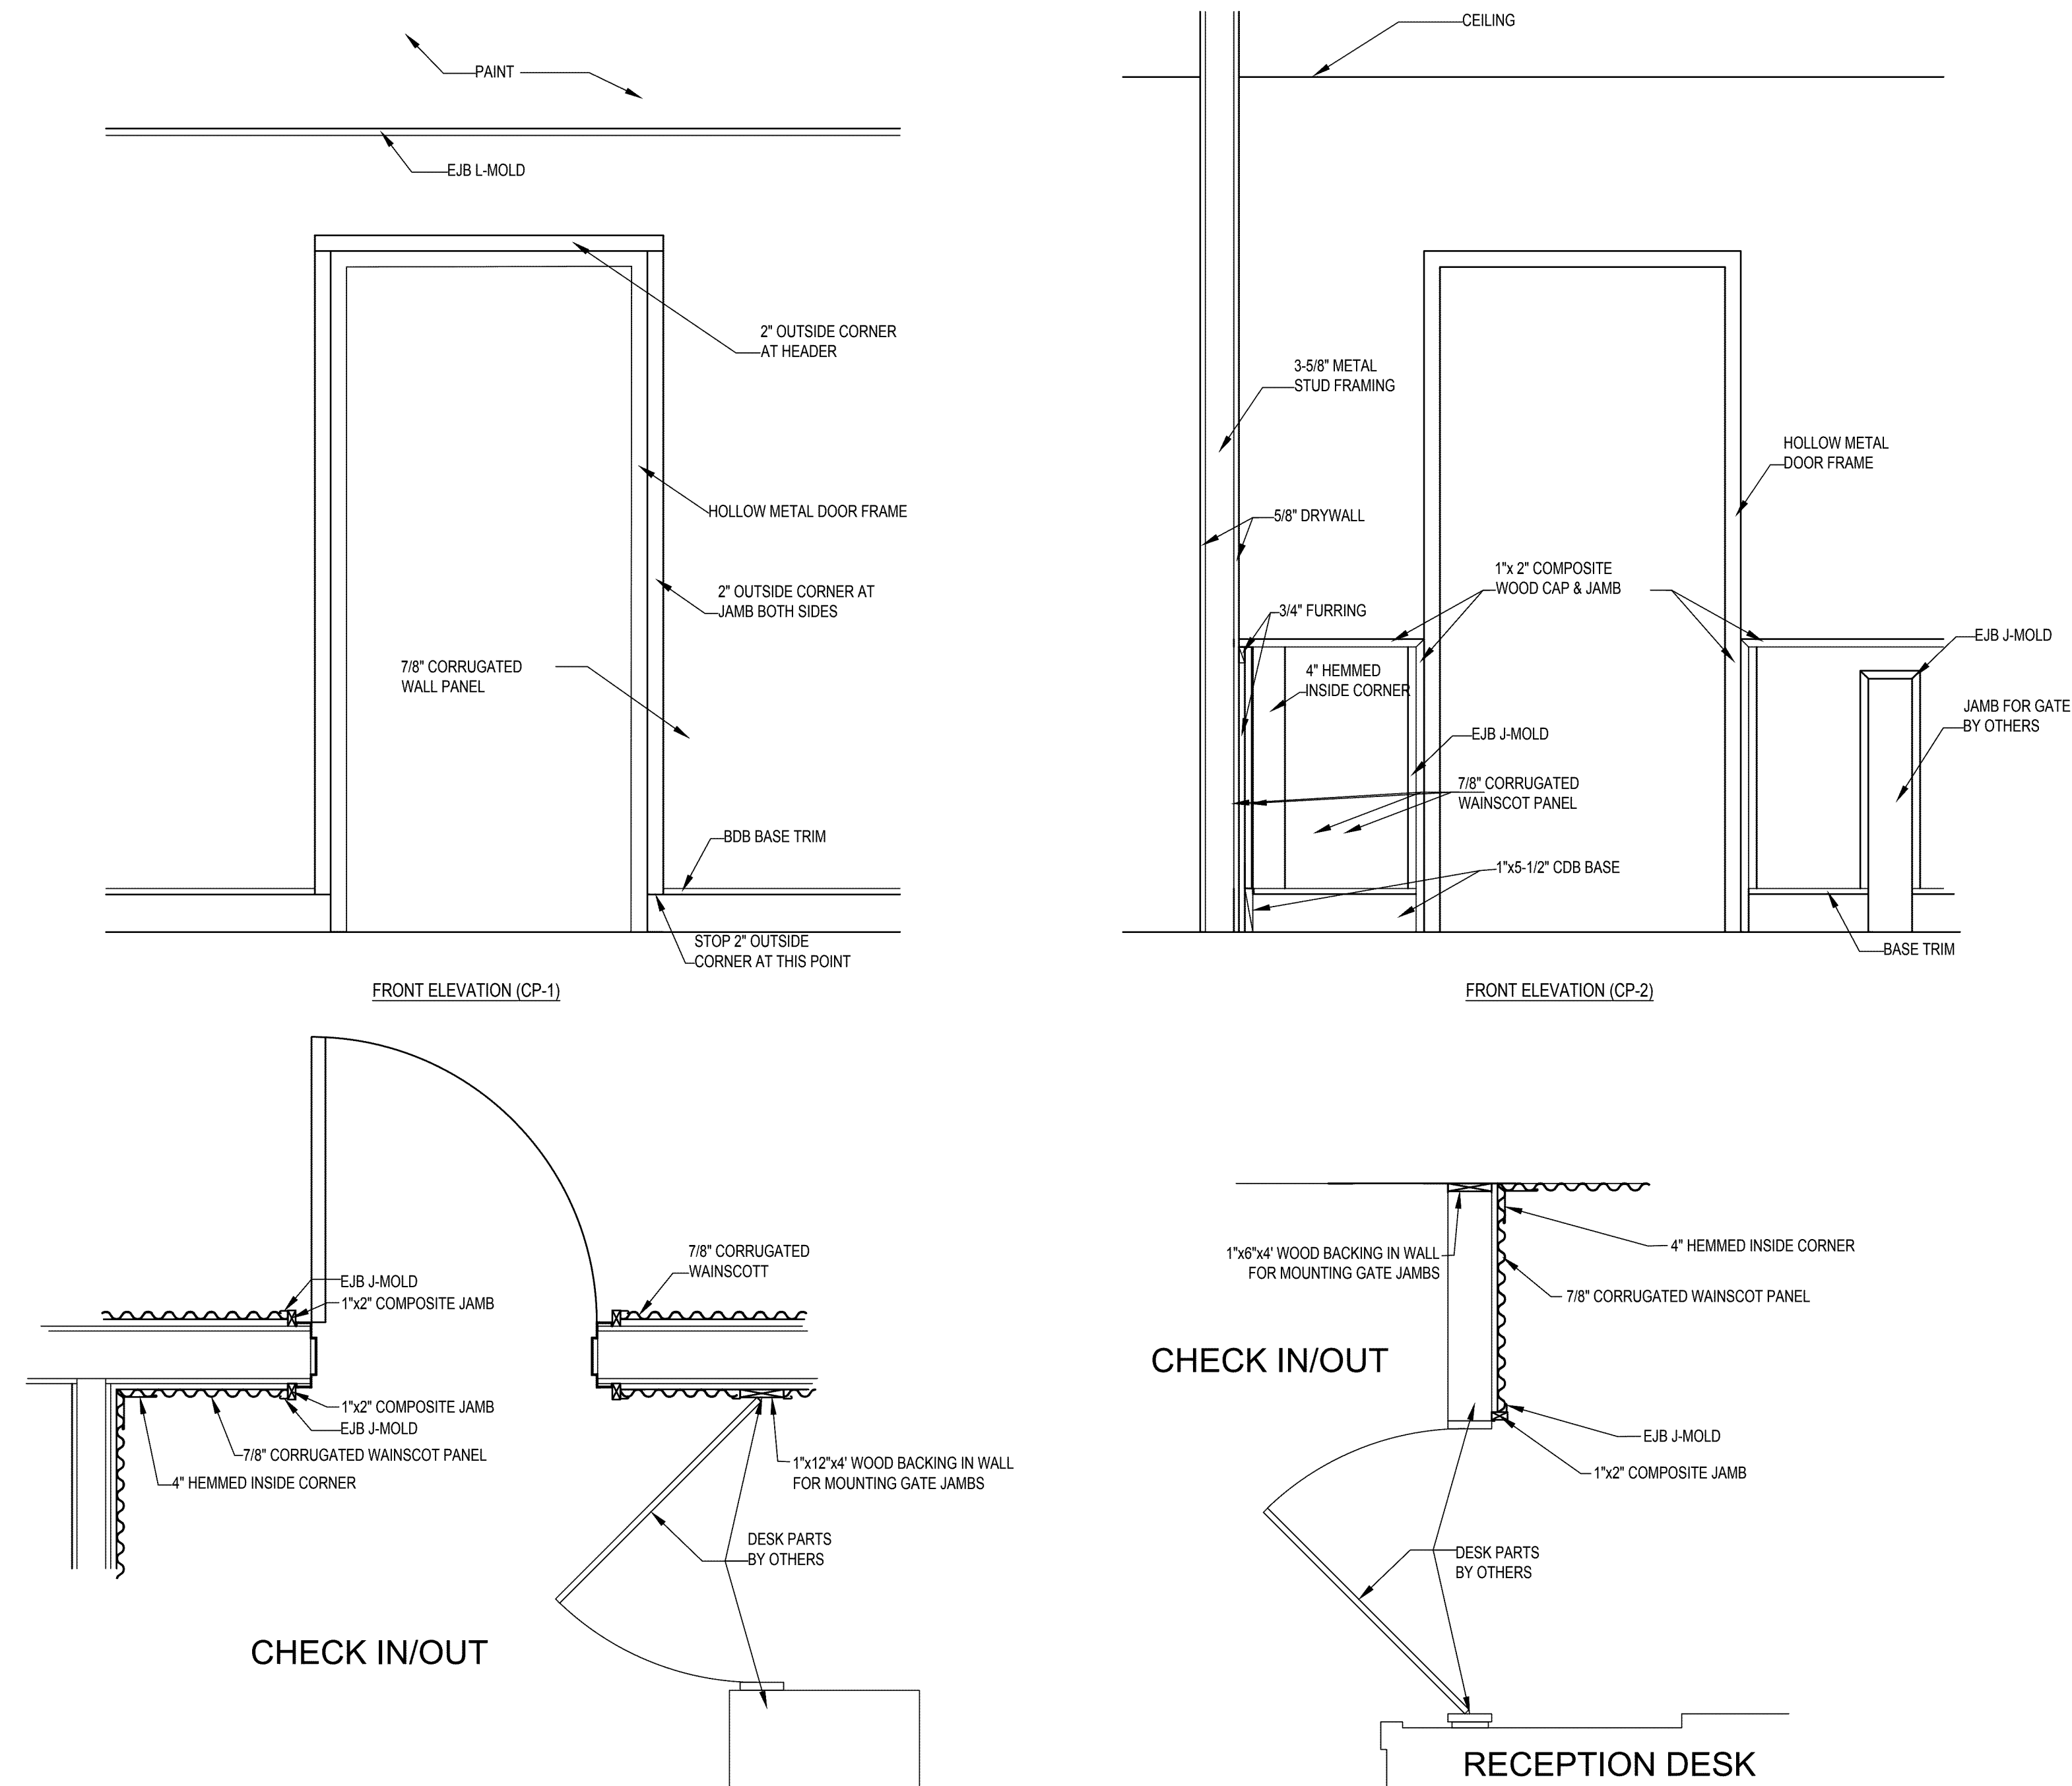 PAINT
EJB L-MOLD
2" OUTSIDE CORNER
AT HEADER
HOLLOW METAL DOOR FRAME
2" OUTSIDE CORNER AT
JAMB BOTH SIDES
7/8" CORRUGATED
WALL PANEL
BDB BASE TRIM
STOP 2" OUTSIDE
CORNER AT THIS POINT
FRONT ELEVATION (CP-1)
CEILING
3-5/8" METAL
STUD FRAMING
HOLLOW METAL
DOOR FRAME
5/8" DRYWALL
1"x 2" COMPOSITE
WOOD CAP & JAMB
3/4" FURRING
EJB J-MOLD
4" HEMMED
INSIDE CORNER
JAMB FOR GATE
BY OTHERS
EJB J-MOLD
7/8" CORRUGATED
WAINSCOT PANEL
1"x5-1/2" CDB BASE
BASE TRIM
FRONT ELEVATION (CP-2)
7/8" CORRUGATED
WAINSCOTT
EJB J-MOLD
1"x2" COMPOSITE JAMB
1"x2" COMPOSITE JAMB
EJB J-MOLD
7/8" CORRUGATED WAINSCOT PANEL
4" HEMMED INSIDE CORNER
1"x12"x4' WOOD BACKING IN WALL
FOR MOUNTING GATE JAMBS
DESK PARTS
BY OTHERS
CHECK IN/OUT
4" HEMMED INSIDE CORNER
1"x6"x4' WOOD BACKING IN WALL
FOR MOUNTING GATE JAMBS
7/8" CORRUGATED WAINSCOT PANEL
CHECK IN/OUT
EJB J-MOLD
1"x2" COMPOSITE JAMB
DESK PARTS
BY OTHERS
RECEPTION DESK